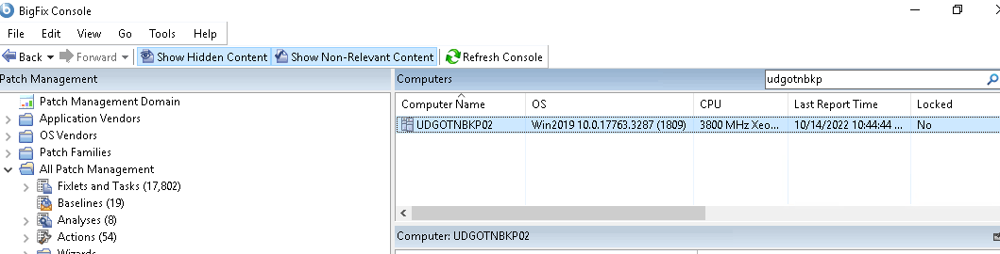 BigFix Console
File Edit View Go Tools Help
Back Forward Show Hidden Content Show Non-Relevant Content Refresh Console
Patch Management
Patch Management Domain
Application Vendors
OS Vendors
Patch Families
All Patch Management
Fixlets and Tasks (17,802)
Baselines (19)
Analyses (8)
Actions (54)
Wizards
Computers udgotnbkp
Computer Name OS CPU Last Report Time Locked
UDGOTNBKP02 Win2019 10.0.17763.3287 (1809) 3800 MHz Xeo... 10/14/2022 10:44:44 ... No
Computer: UDGOTNBKP02